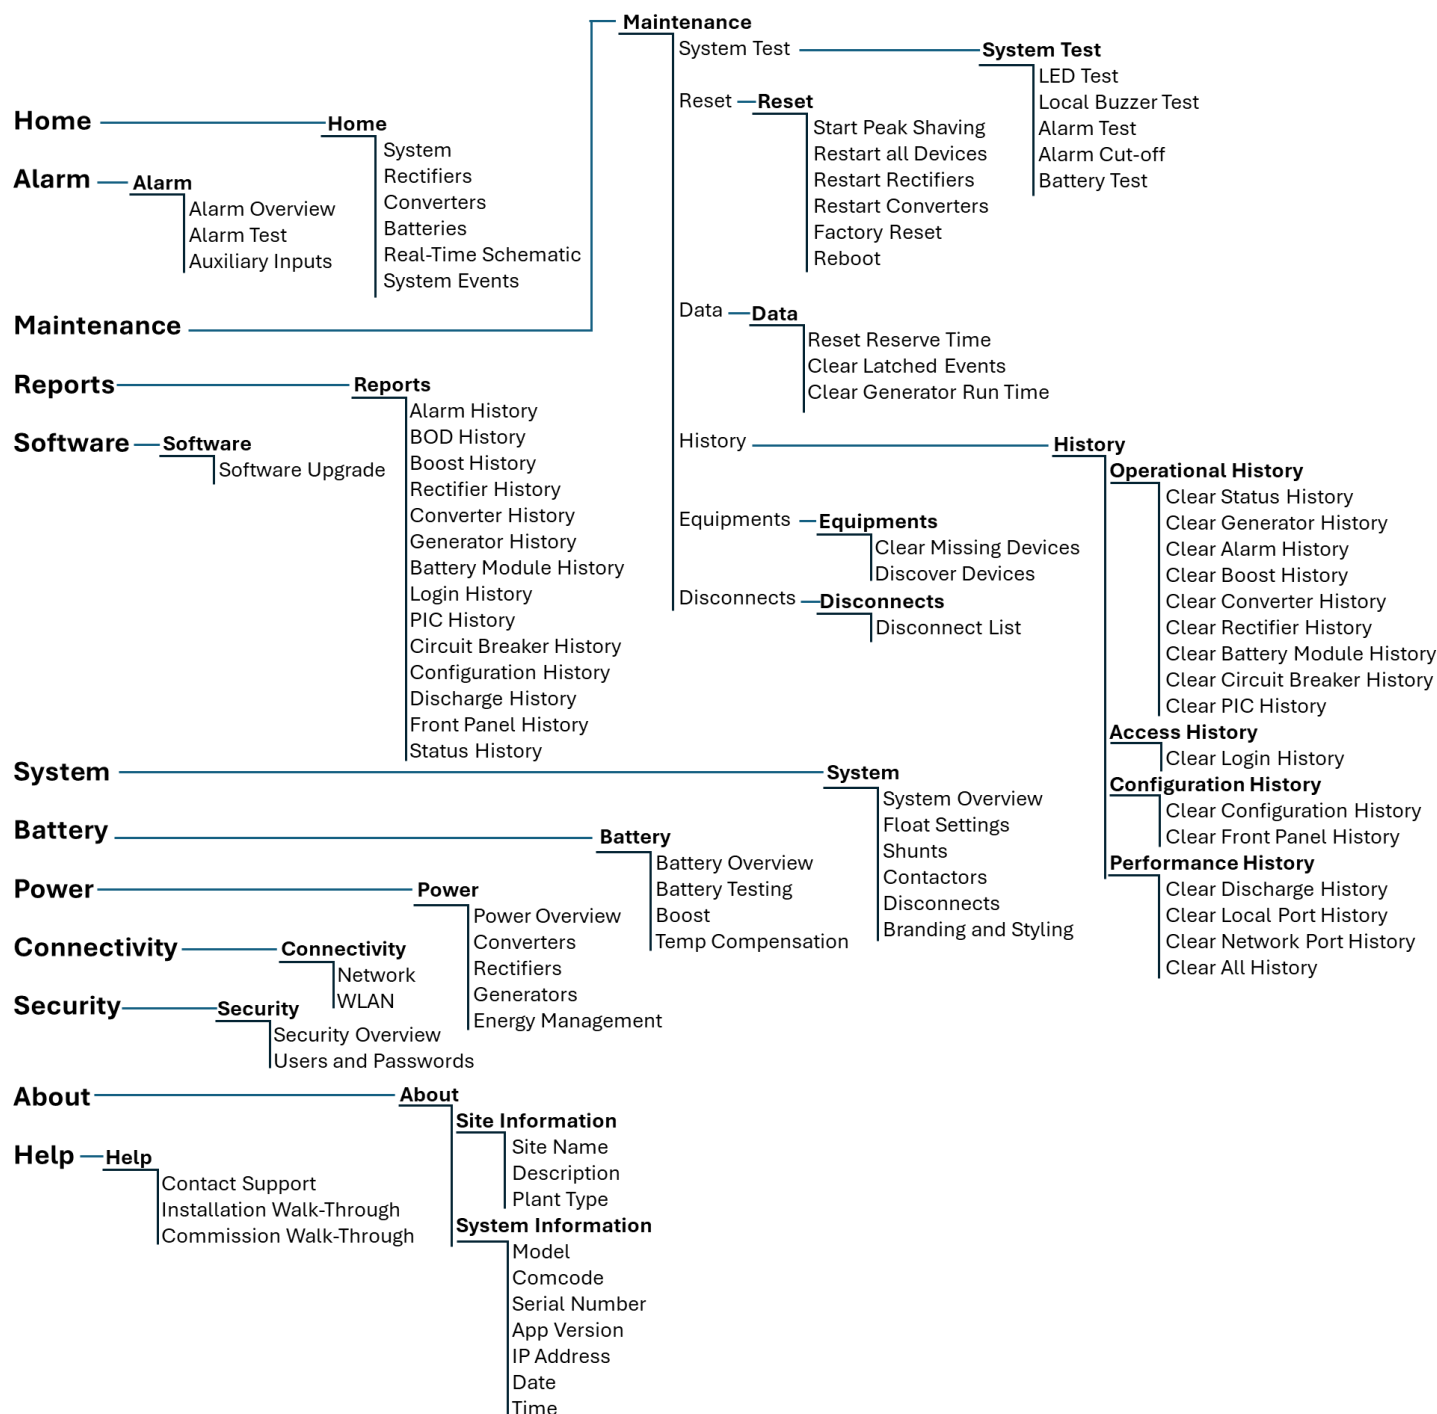 Home
Home
System
Rectifiers
Converters
Batteries
Real-Time Schematic
System Events
Alarm
Alarm
Alarm Overview
Alarm Test
Auxiliary Inputs
Maintenance
Maintenance
System Test
System Test
LED Test
Local Buzzer Test
Alarm Test
Alarm Cut-off
Battery Test
Reset
Reset
Start Peak Shaving
Restart all Devices
Restart Rectifiers
Restart Converters
Factory Reset
Reboot
Data
Data
Reset Reserve Time
Clear Latched Events
Clear Generator Run Time
History
History
Operational History
Clear Status History
Clear Generator History
Clear Alarm History
Clear Boost History
Clear Converter History
Clear Rectifier History
Clear Battery Module History
Clear Circuit Breaker History
Clear PIC History
Access History
Clear Login History
Configuration History
Clear Configuration History
Clear Front Panel History
Performance History
Clear Discharge History
Clear Local Port History
Clear Network Port History
Clear All History
Equipments
Equipments
Clear Missing Devices
Discover Devices
Disconnects
Disconnects
Disconnect List
Reports
Reports
Alarm History
BOD History
Boost History
Rectifier History
Converter History
Generator History
Battery Module History
Login History
PIC History
Circuit Breaker History
Configuration History
Discharge History
Front Panel History
Status History
Software
Software
Software Upgrade
System
System
System Overview
Float Settings
Shunts
Contactors
Disconnects
Branding and Styling
Battery
Battery
Battery Overview
Battery Testing
Boost
Temp Compensation
Power
Power
Power Overview
Converters
Rectifiers
Generators
Energy Management
Connectivity
Connectivity
Network
WLAN
Security
Security
Security Overview
Users and Passwords
About
About
Site Information
Site Name
Description
Plant Type
System Information
Model
Comcode
Serial Number
App Version
IP Address
Date
Time
Help
Help
Contact Support
Installation Walk-Through
Commission Walk-Through